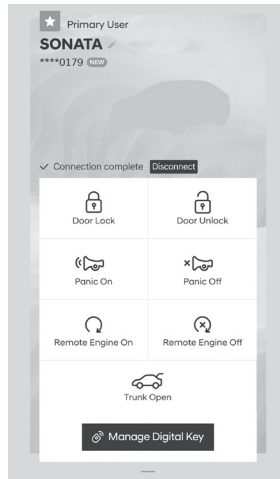 Primary User
SONATA
****0179 NEW
Connection complete Disconnect
Door Lock Door Unlock
Panic On Panic Off
Remote Engine On Remote Engine Off
Trunk Open
Manage Digital Key